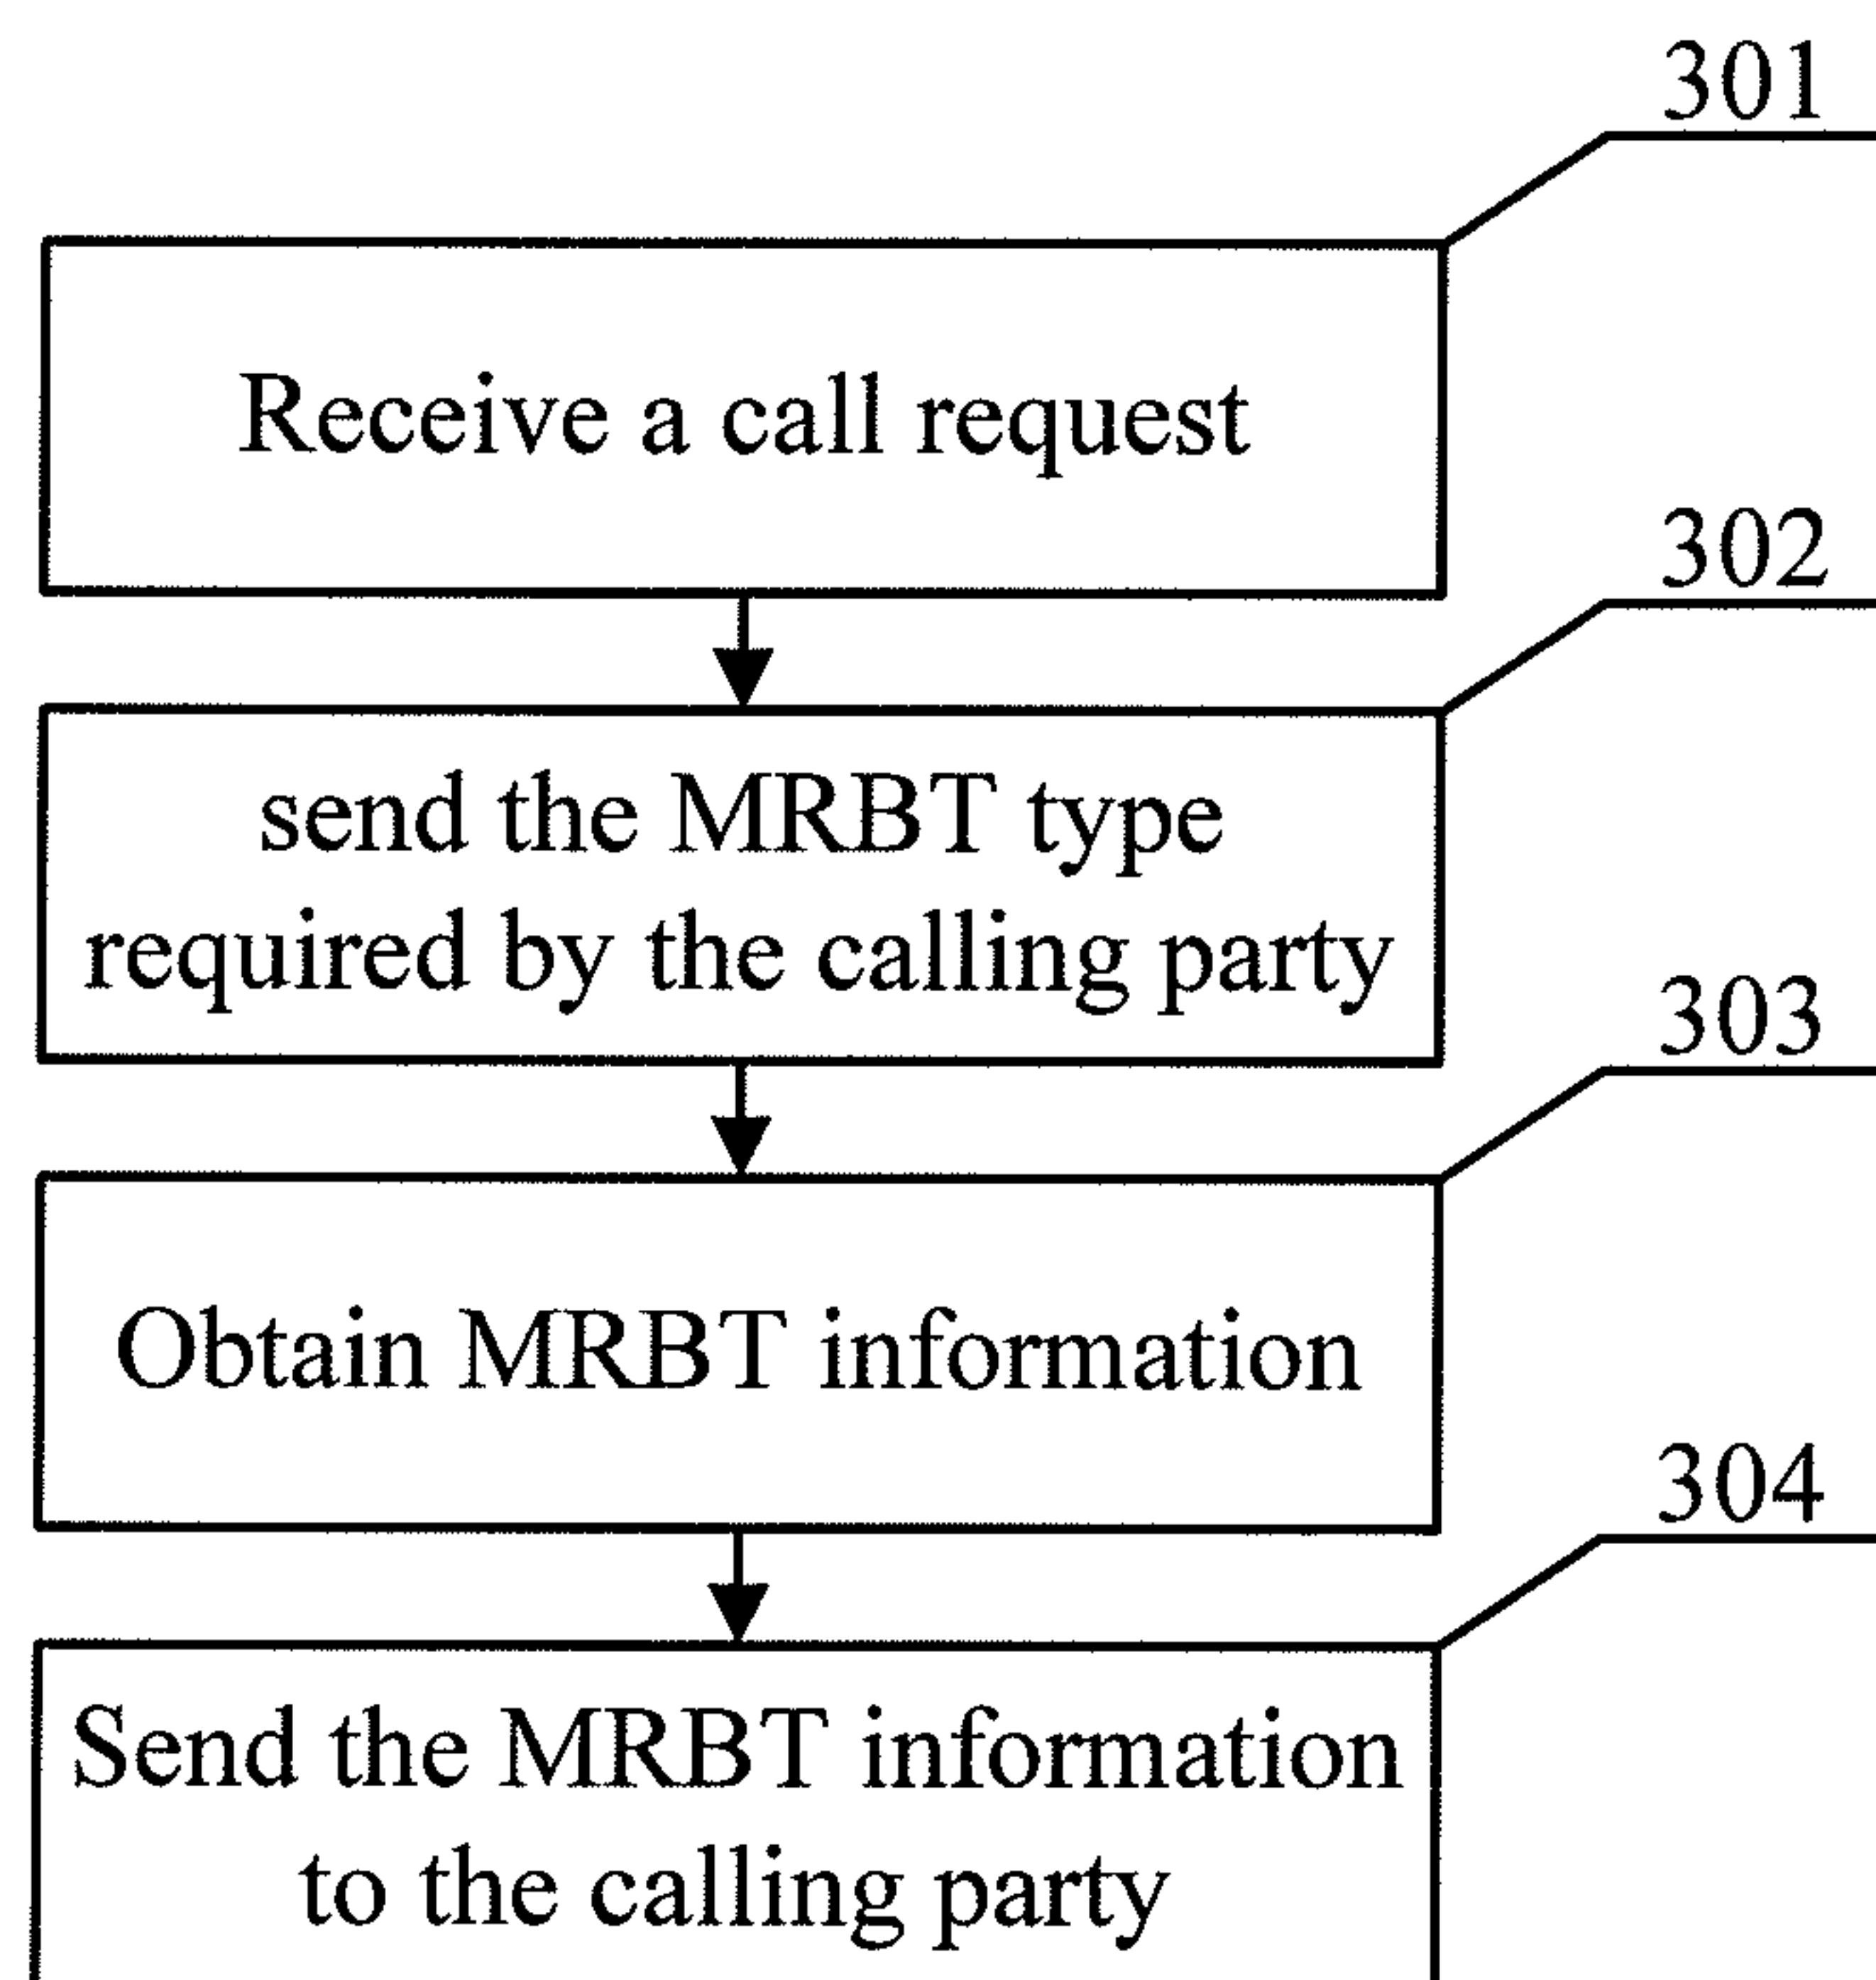 301
Receive a call request
302
send the MRBT type
required by the calling party
303
Obtain MRBT information
304
Send the MRBT information
to the calling party